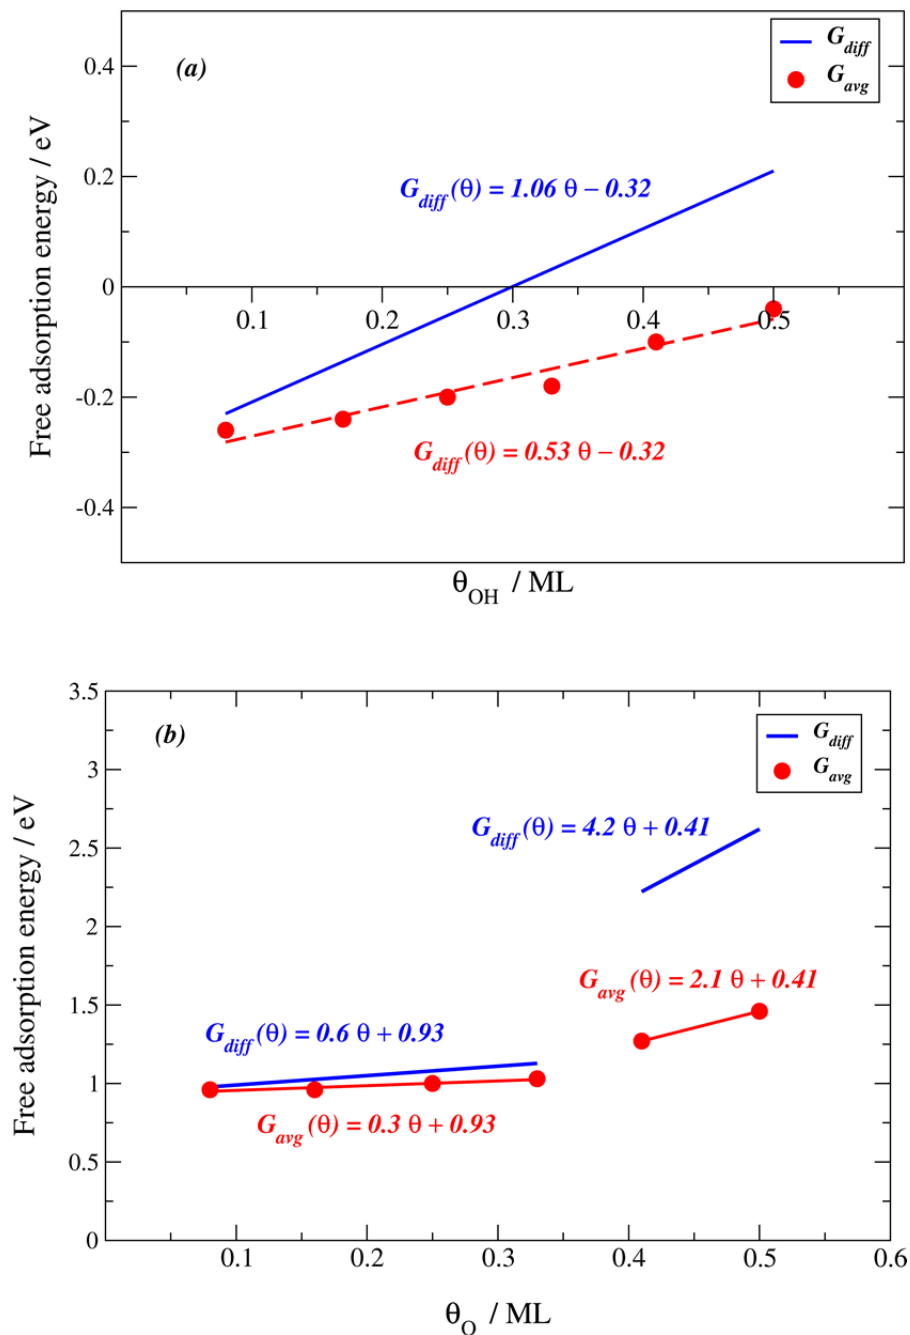 (a)
G_diff
G_avg
Free adsorption energy / eV
0.4
0.2
0
-0.2
-0.4
G_diff(θ) = 1.06 θ − 0.32
0.1 0.2 0.3 0.4 0.5
G_diff(θ) = 0.53 θ − 0.32
θ_OH / ML
(b)
G_diff
G_avg
Free adsorption energy / eV
3.5
3
2.5
2
1.5
1
0.5
0
G_diff(θ) = 4.2 θ + 0.41
G_avg(θ) = 2.1 θ + 0.41
G_diff(θ) = 0.6 θ + 0.93
G_avg(θ) = 0.3 θ + 0.93
0.1 0.2 0.3 0.4 0.5 0.6
θ_O / ML